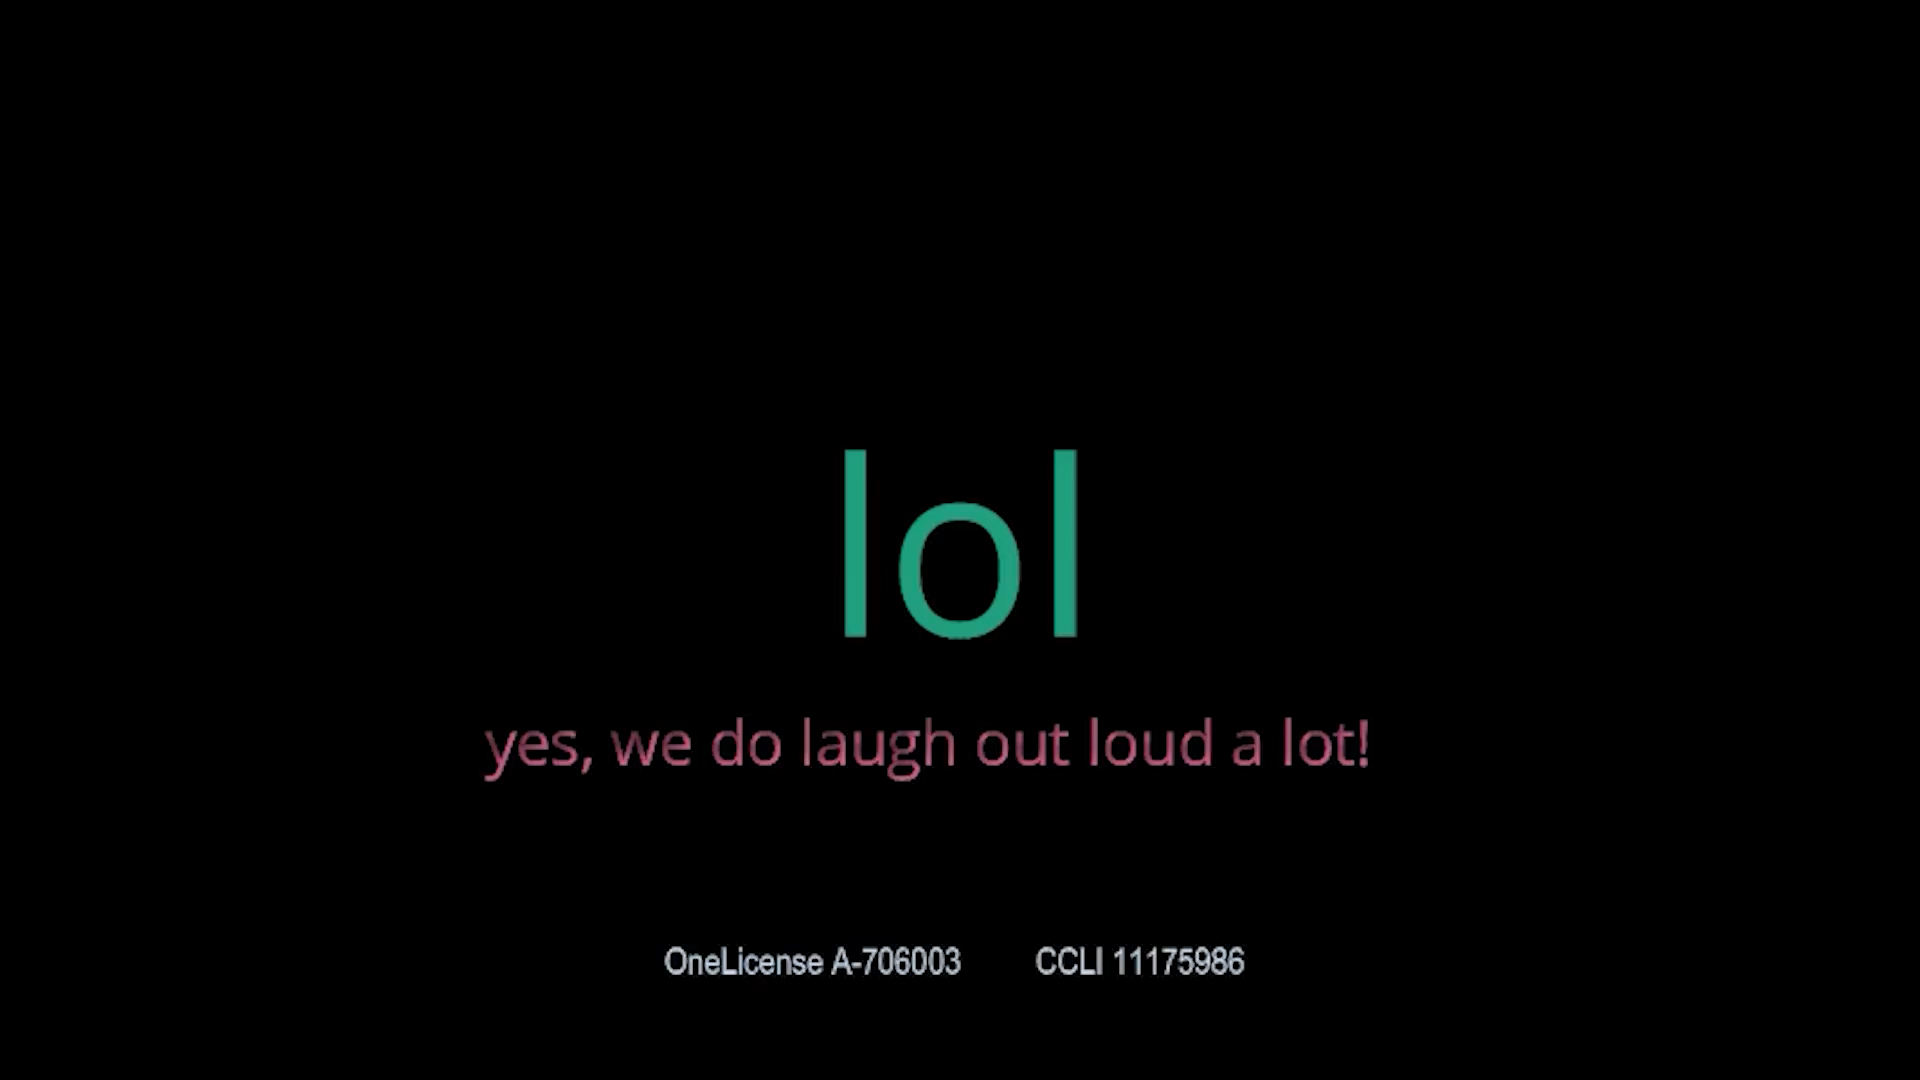 lol
yes, we do laugh out loud a lot!
OneLicense A-706003 CCLI 11175986